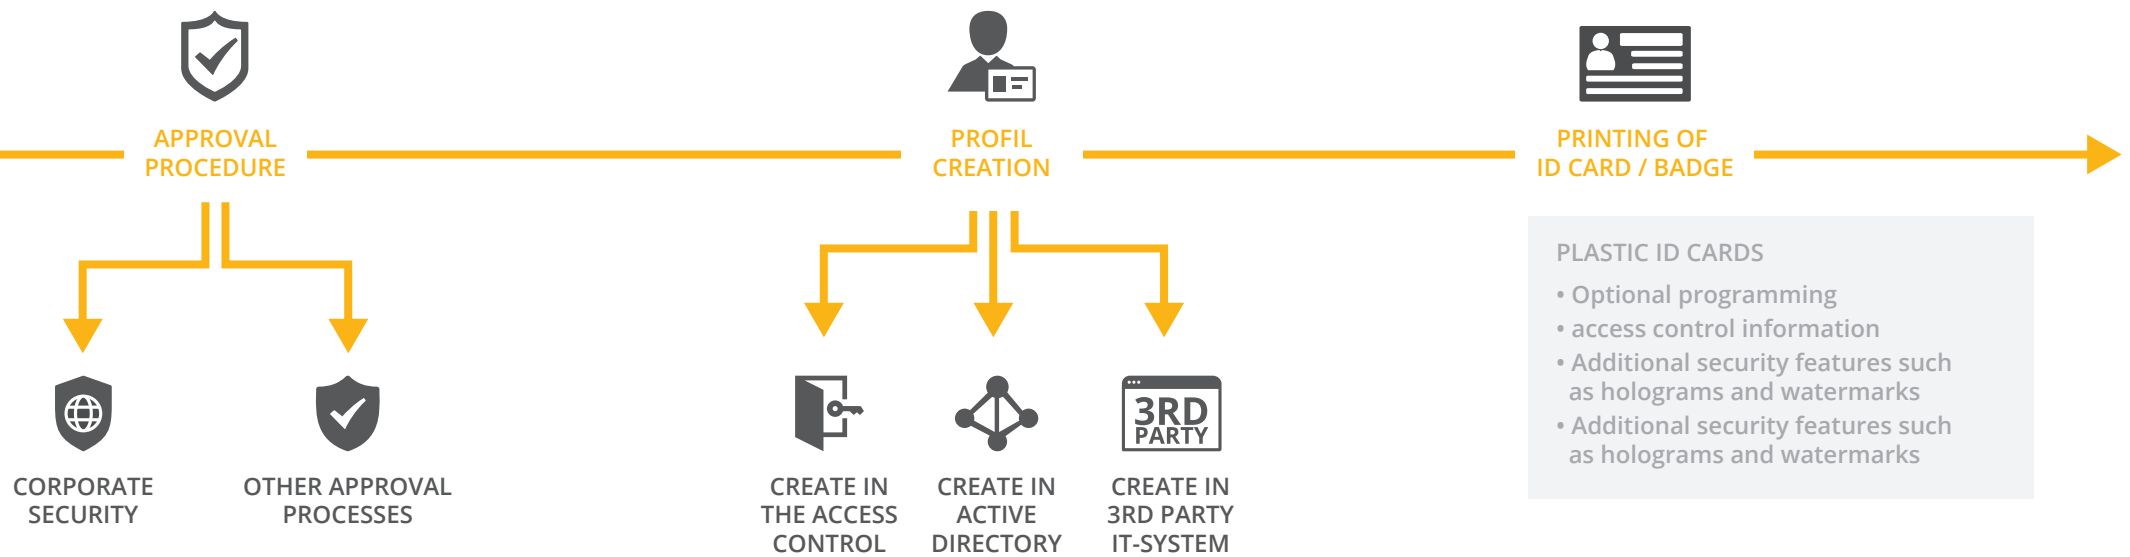 APPROVAL
PROCEDURE
PROFIL
CREATION
PRINTING OF
ID CARD / BADGE
CORPORATE
SECURITY
OTHER APPROVAL
PROCESSES
3RD
PARTY
CREATE IN
THE ACCESS
CONTROL
CREATE IN
ACTIVE
DIRECTORY
CREATE IN
3RD PARTY
IT-SYSTEM
PLASTIC ID CARDS
• Optional programming
• access control information
• Additional security features such
as holograms and watermarks
• Additional security features such
as holograms and watermarks